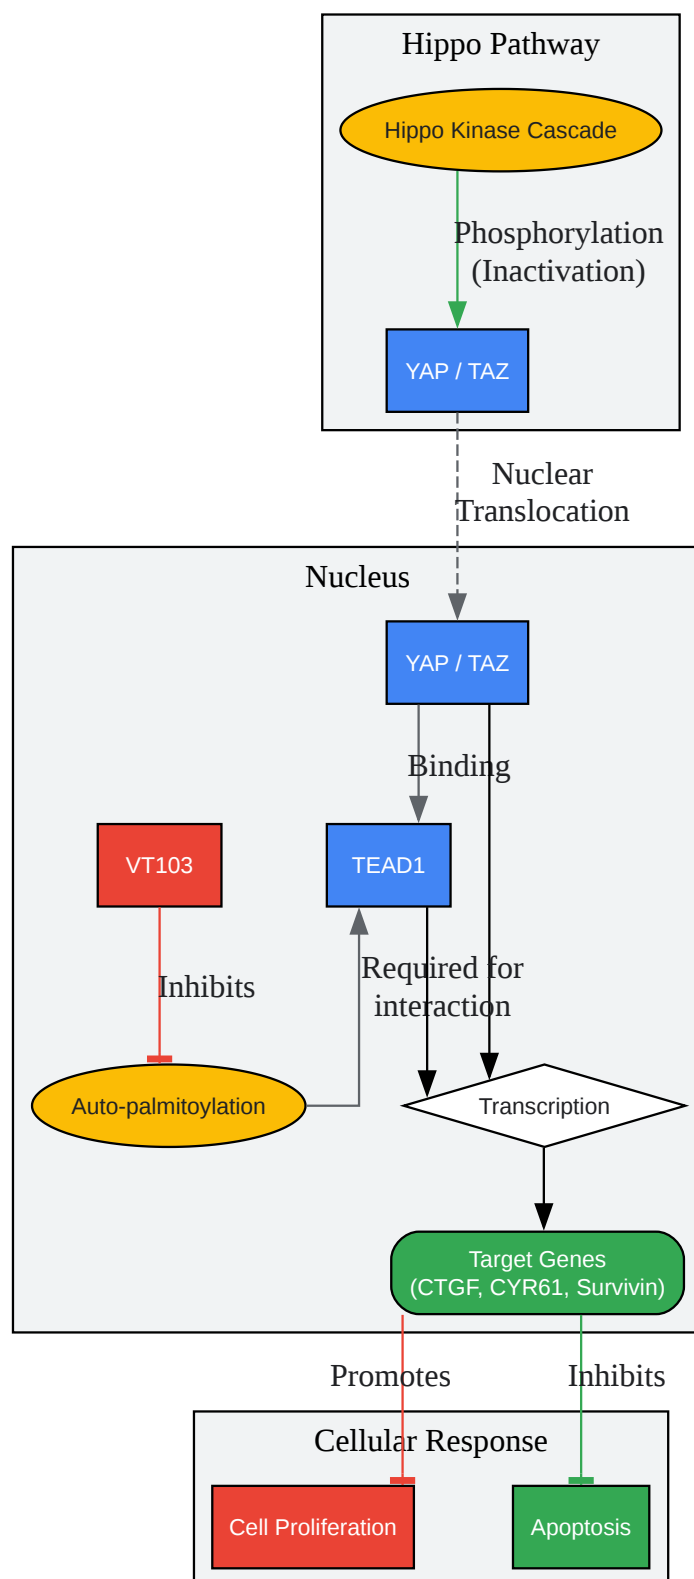 Hippo Pathway
Hippo Kinase Cascade
Phosphorylation
(Inactivation)
YAP / TAZ
Nuclear
Translocation
Nucleus
YAP / TAZ
Binding
VT103
TEAD1
Inhibits
Required for
interaction
Auto-palmitoylation
Transcription
Target Genes
(CTGF, CYR61, Survivin)
Promotes
Inhibits
Cellular Response
Cell Proliferation
Apoptosis